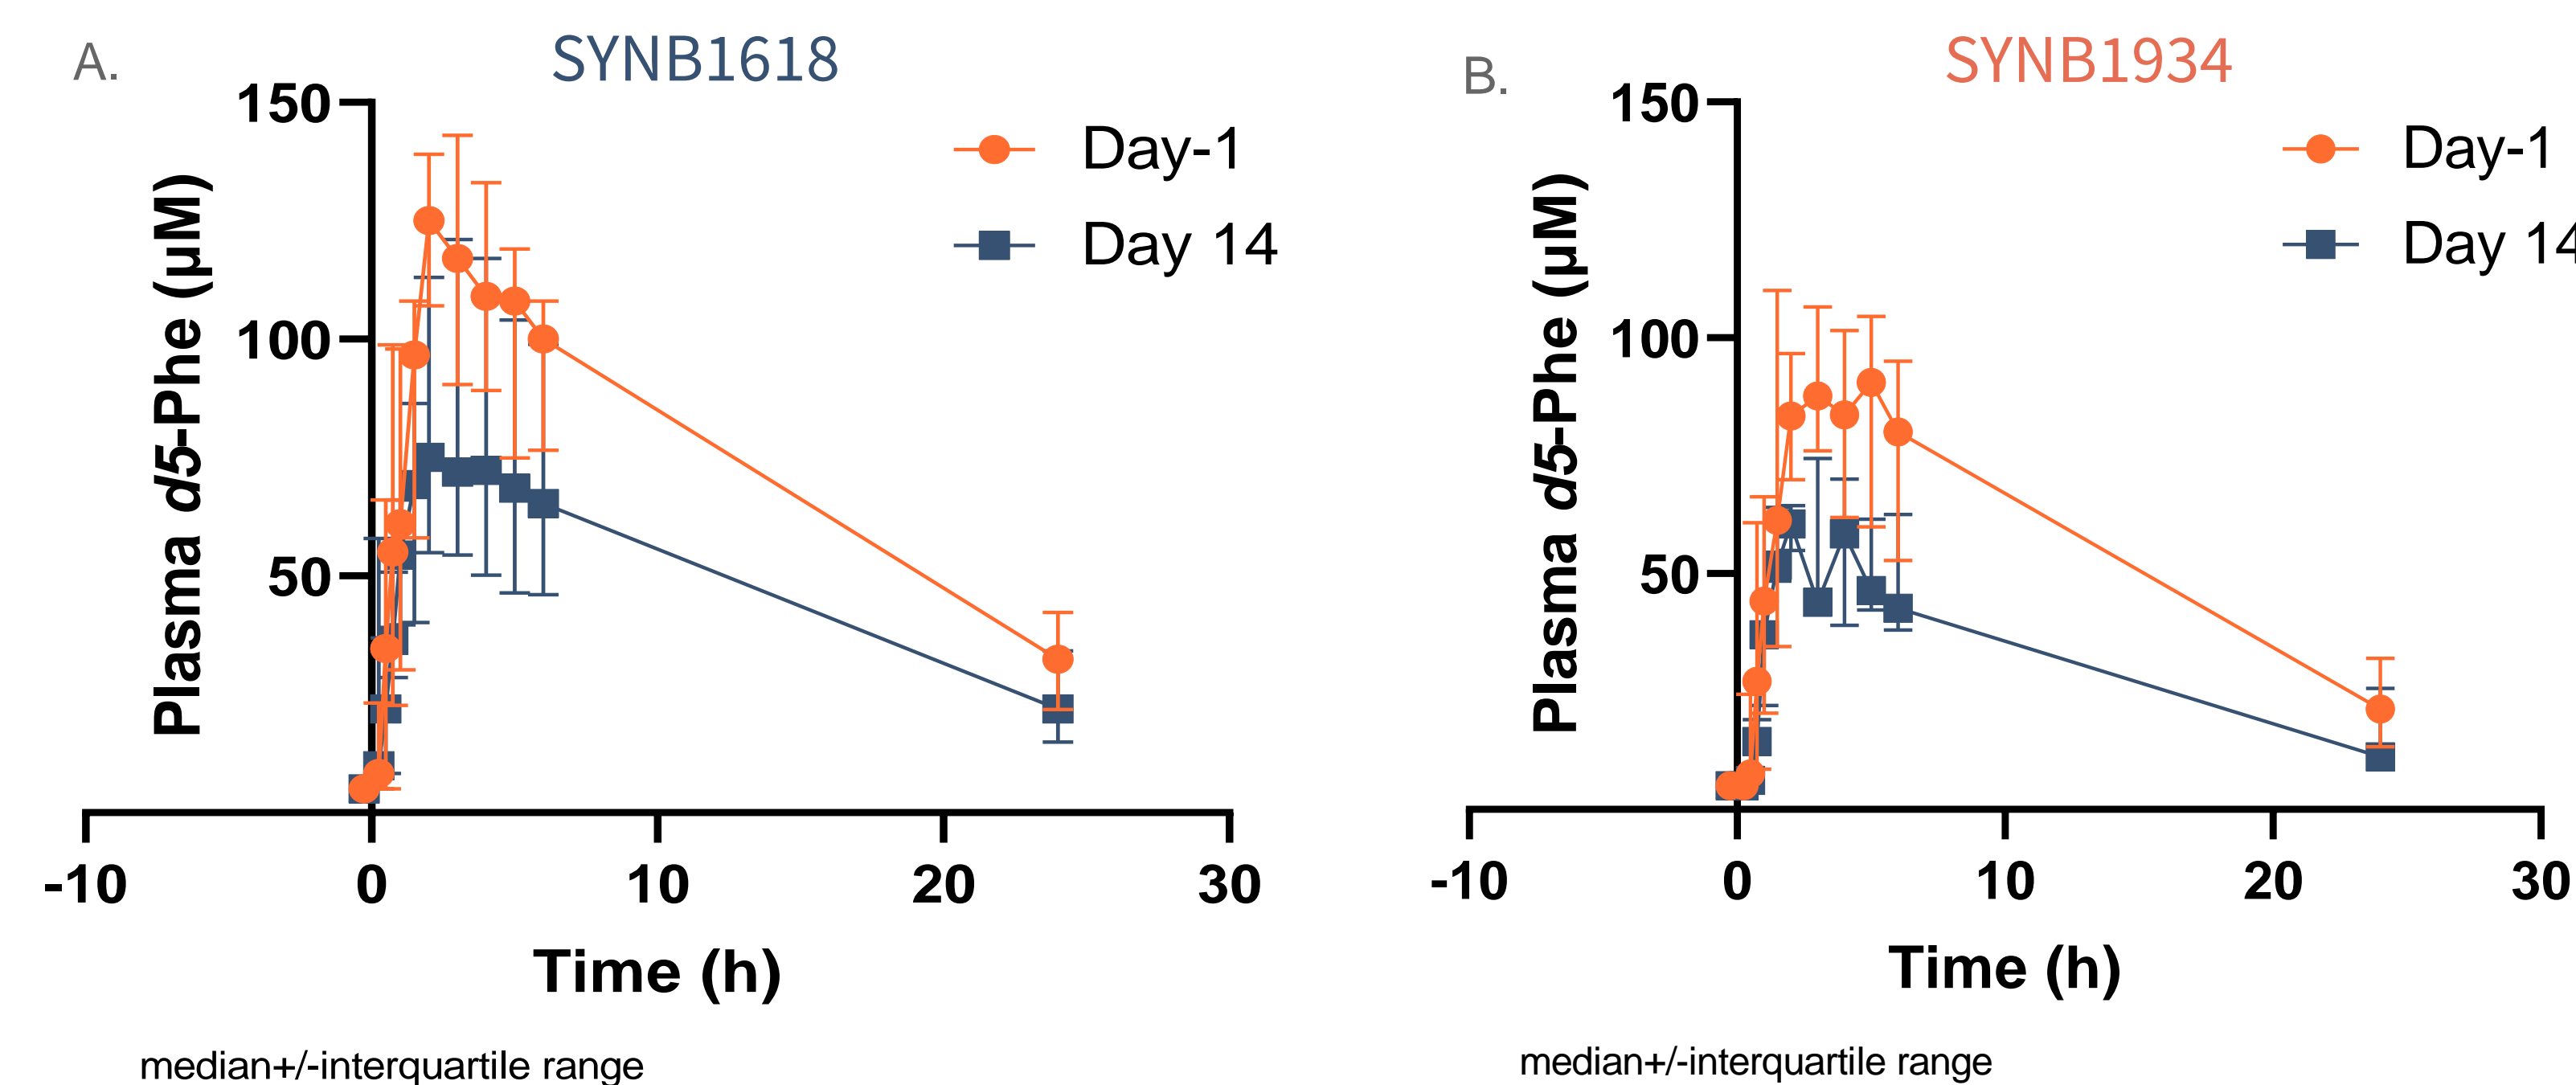 A.
SYNB1618
150
100
50
Plasma d5-Phe (µM)
Day-1
Day 14
-10 0 10 20 30
Time (h)
median+/-interquartile range
B.
SYNB1934
150
100
50
Plasma d5-Phe (µM)
Day-1
Day 14
-10 0 10 20 30
Time (h)
median+/-interquartile range